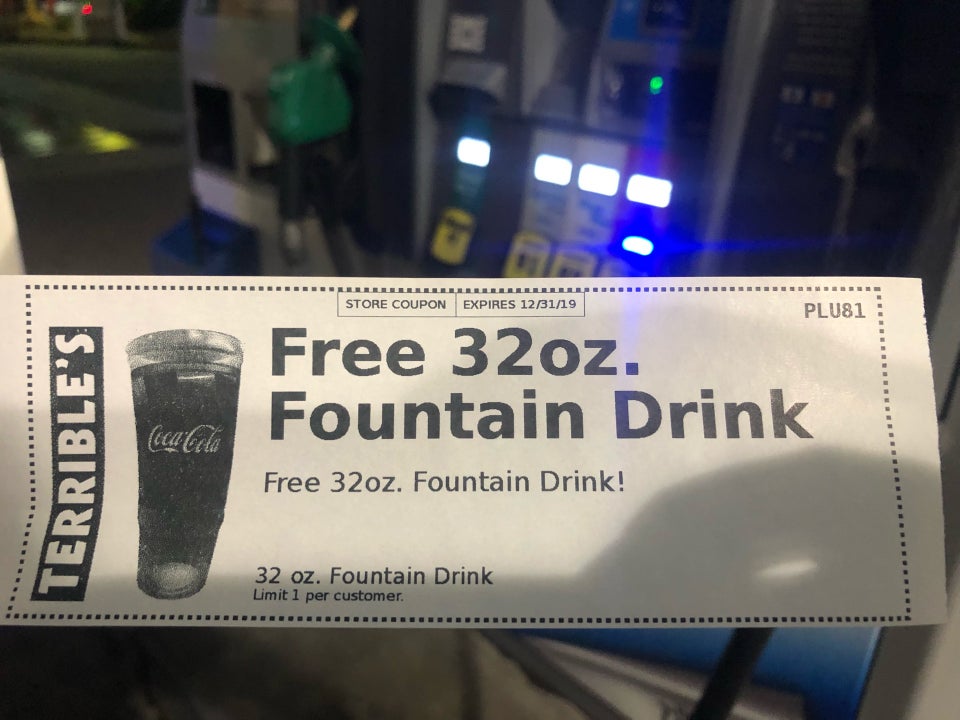 STORE COUPON EXPIRES 12/31/19
PLU81
TERRIBLE'S
Coca-Cola
Free 32oz.
Fountain Drink
Free 32oz. Fountain Drink!
32 oz. Fountain Drink
Limit 1 per customer.